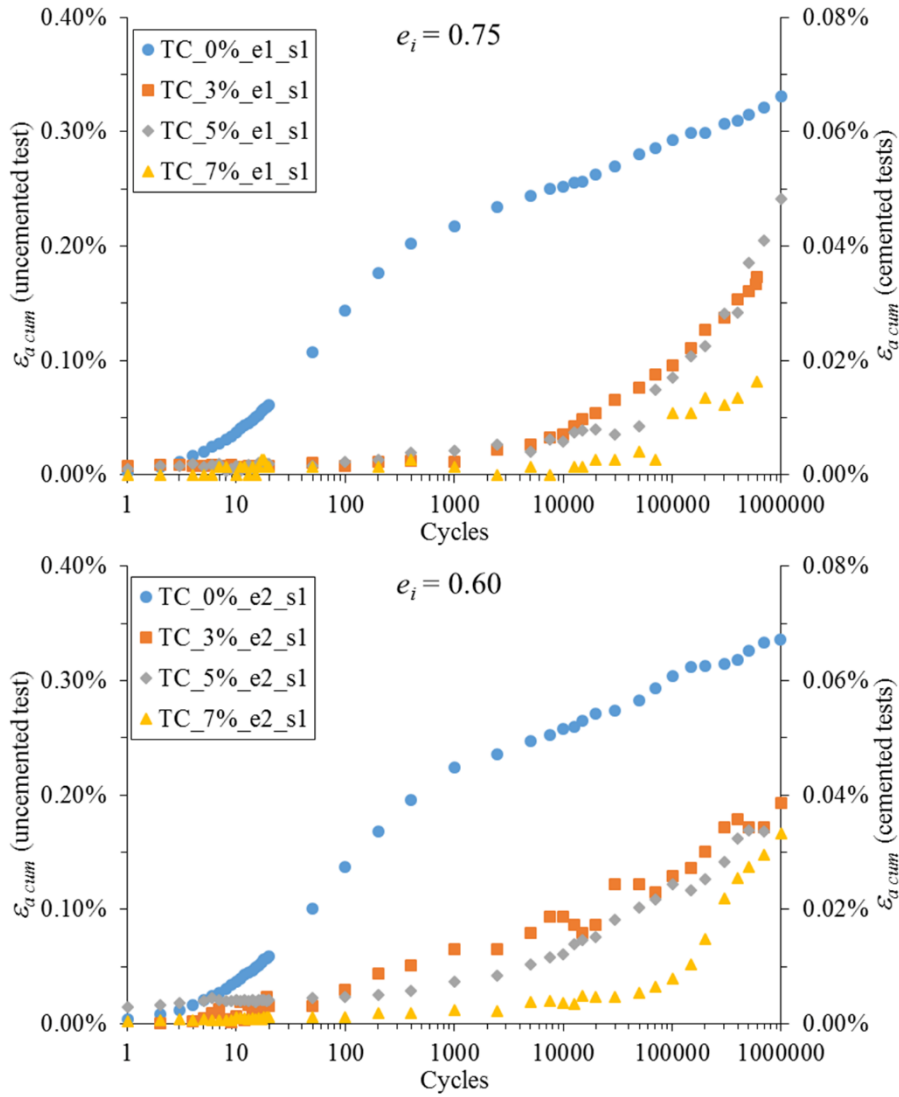 0.40%
0.30%
0.20%
0.10%
0.00%
εa cum (uncemented test)
ei = 0.75
TC_0%_e1_s1
TC_3%_e1_s1
TC_5%_e1_s1
TC_7%_e1_s1
0.08%
0.06%
0.04%
0.02%
0.00%
εa cum (cemented tests)
1 10 100 1000 10000 100000 1000000
Cycles
0.40%
0.30%
0.20%
0.10%
0.00%
εa cum (uncemented test)
ei = 0.60
TC_0%_e2_s1
TC_3%_e2_s1
TC_5%_e2_s1
TC_7%_e2_s1
0.08%
0.06%
0.04%
0.02%
0.00%
εa cum (cemented tests)
1 10 100 1000 10000 100000 1000000
Cycles